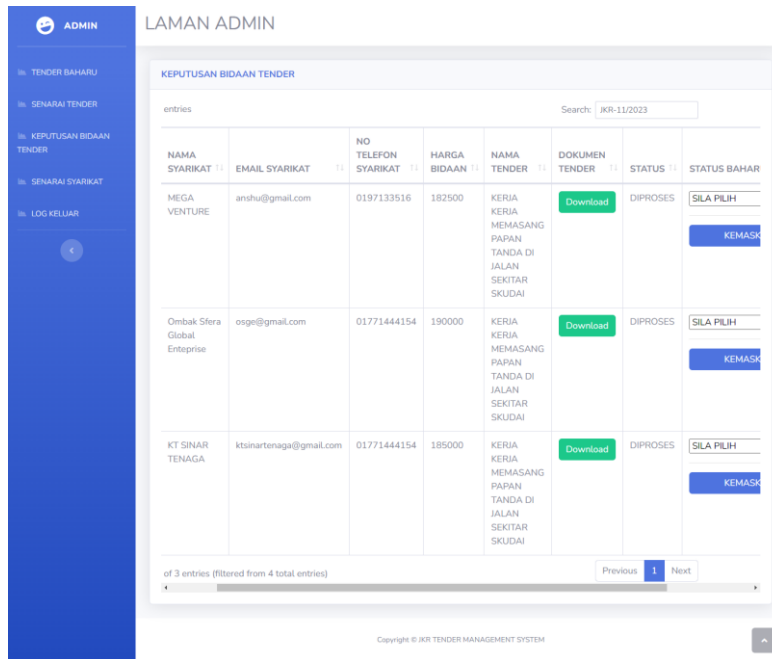 ADMIN
LAMAN ADMIN
TENDER BAHARU
SENARAI TENDER
KEPUTUSAN BIDAAN
TENDER
SENARAI SYARIKAT
LOG KELUAR
KEPUTUSAN BIDAAN TENDER
entries
Search: JKR-11/2023
NAMA SYARIKAT EMAIL SYARIKAT NO TELEFON SYARIKAT HARGA BIDAAN NAMA TENDER DOKUMEN TENDER STATUS STATUS BAHAR
MEGA VENTURE anshu@gmail.com 0197133516 182500 KERJA KERJA MEMASANG PAPAN TANDA DI JALAN SEKITAR SKUDAI Download DIPROSES SILA PILIH
KEMASK
Ombak Sfera Global Enteprise osge@gmail.com 01771444154 190000 KERJA KERJA MEMASANG PAPAN TANDA DI JALAN SEKITAR SKUDAI Download DIPROSES SILA PILIH
KEMASK
KT SINAR TENAGA ktsinartenaga@gmail.com 01771444154 185000 KERJA KERJA MEMASANG PAPAN TANDA DI JALAN SEKITAR SKUDAI Download DIPROSES SILA PILIH
KEMASK
of 3 entries (filtered from 4 total entries)
Previous 1 Next
Copyright © JKR TENDER MANAGEMENT SYSTEM